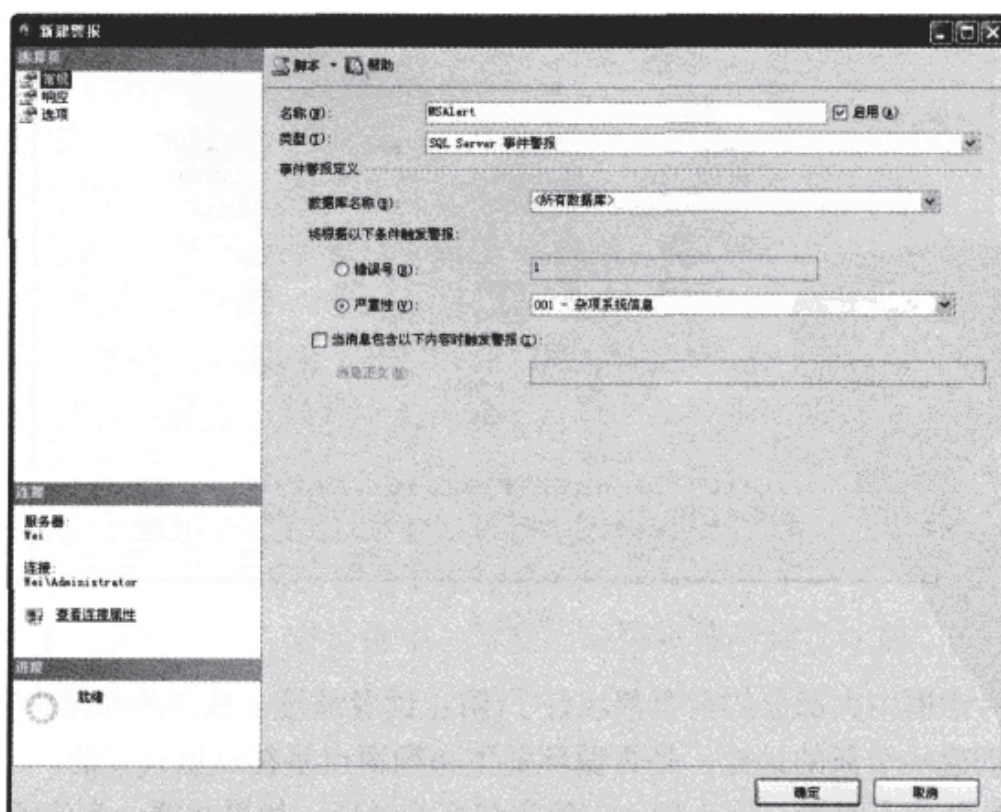 新建警报
选择页
常规
响应
选项
脚本 帮助
名称(N): WSAlert 启用(A)
类型(T): SQL Server 事件警报
事件警报定义
数据库名称(B): <所有数据库>
将根据以下条件触发警报:
错误号(R): 1
严重性(V): 001 - 杂项系统信息
当消息包含以下内容时触发警报(I):
消息正文(M):
连接
服务器:
Wei
连接:
Wei\Administrator
查看连接属性
进度
就绪
确定 取消